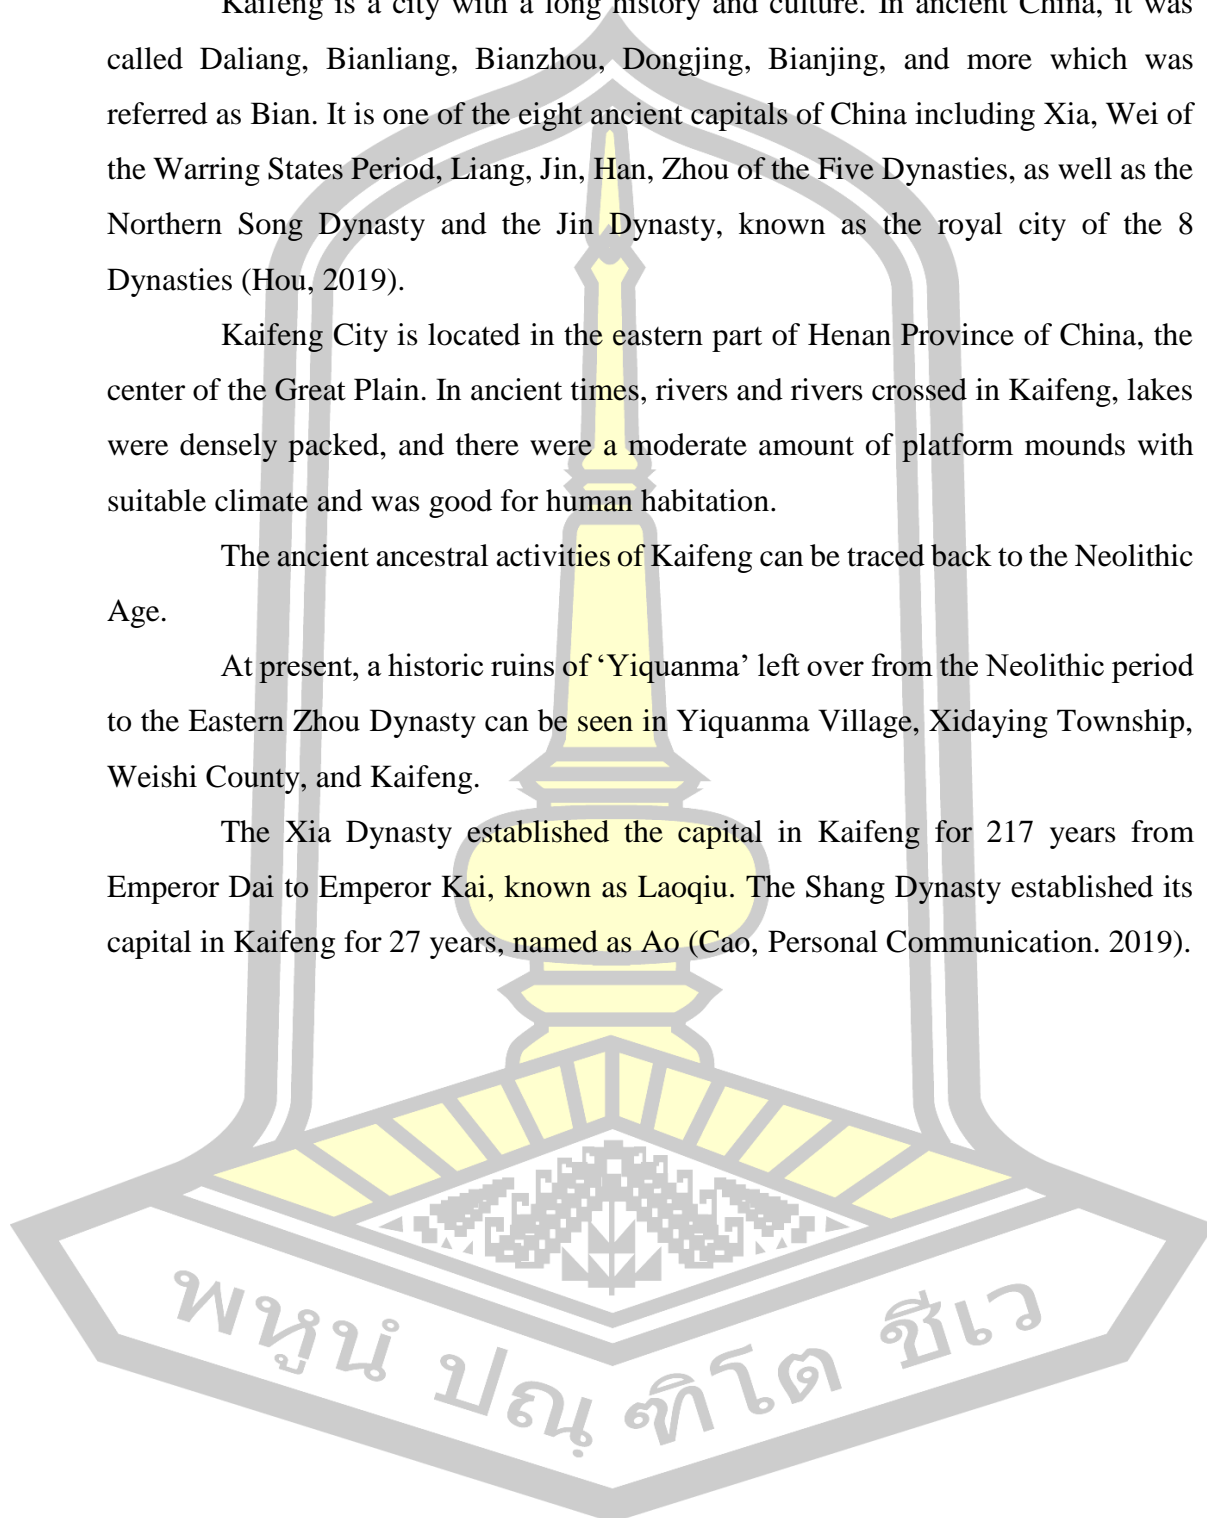 Kaifeng is a city with a long history and culture. In ancient China, it was
called Daliang, Bianliang, Bianzhou, Dongjing, Bianjing, and more which was
referred as Bian. It is one of the eight ancient capitals of China including Xia, Wei of
the Warring States Period, Liang, Jin, Han, Zhou of the Five Dynasties, as well as the
Northern Song Dynasty and the Jin Dynasty, known as the royal city of the 8
Dynasties (Hou, 2019).
Kaifeng City is located in the eastern part of Henan Province of China, the
center of the Great Plain. In ancient times, rivers and rivers crossed in Kaifeng, lakes
were densely packed, and there were a moderate amount of platform mounds with
suitable climate and was good for human habitation.
The ancient ancestral activities of Kaifeng can be traced back to the Neolithic
Age.
At present, a historic ruins of ‘Yiquanma’ left over from the Neolithic period
to the Eastern Zhou Dynasty can be seen in Yiquanma Village, Xidaying Township,
Weishi County, and Kaifeng.
The Xia Dynasty established the capital in Kaifeng for 217 years from
Emperor Dai to Emperor Kai, known as Laoqiu. The Shang Dynasty established its
capital in Kaifeng for 27 years, named as Ao (Cao, Personal Communication. 2019).
พหูนํ ปณฺฑิโต ชีเว